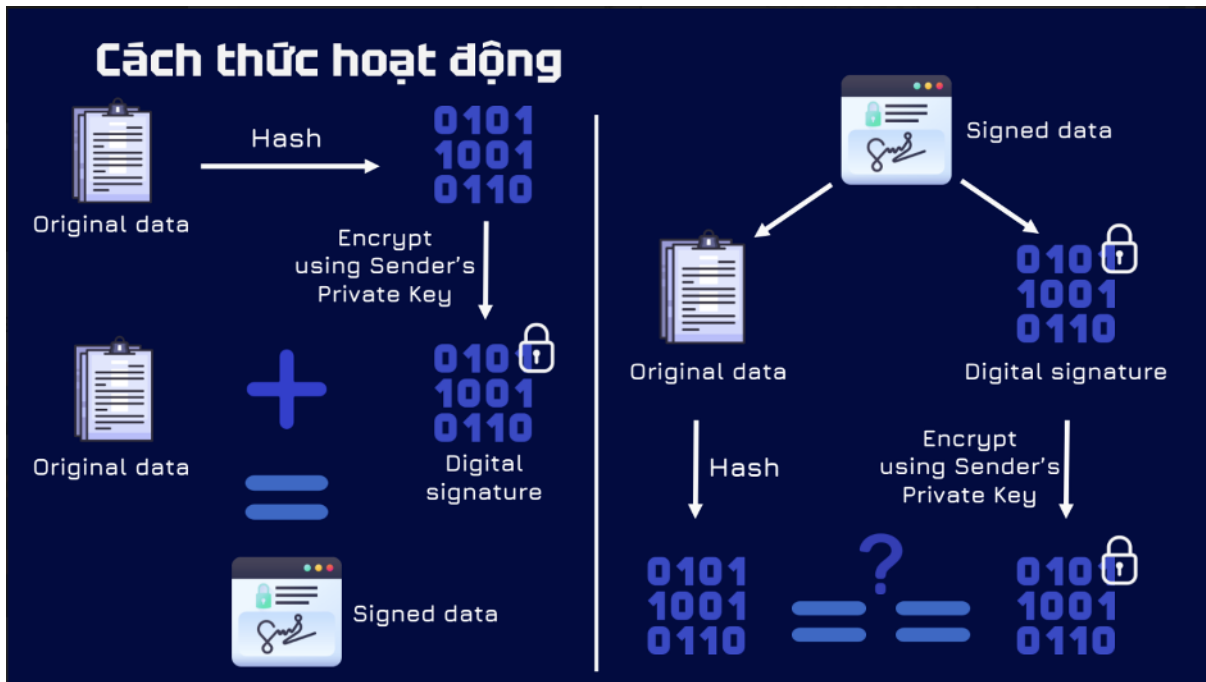 Cách thức hoạt động
Original data
Hash
0101
1001
0110
Encrypt
using Sender's
Private Key
Original data
0101
1001
0110
Digital
signature
Signed data
Signed data
Original data
0101
1001
0110
Digital signature
Hash
Encrypt
using Sender's
Private Key
0101
1001
0110
?
0101
1001
0110